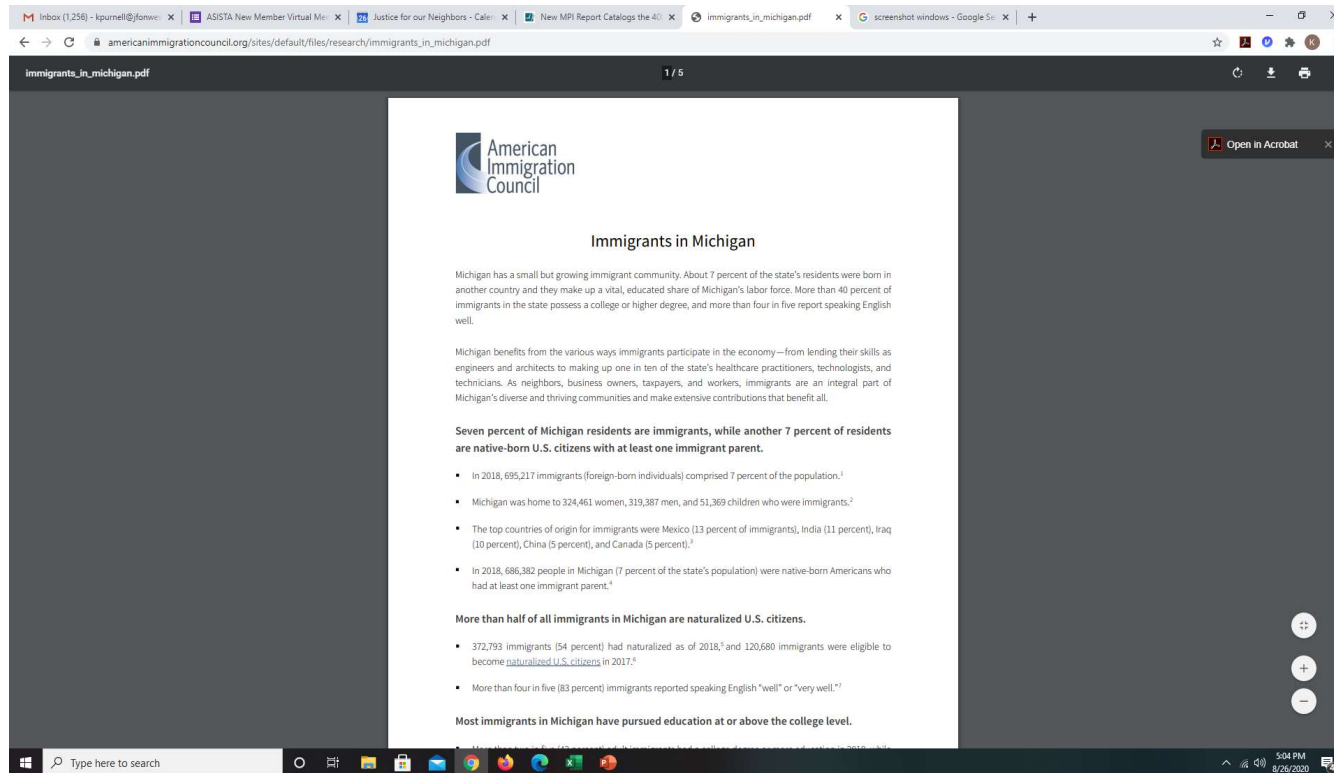 Inbox (1,256) - kpurnell@jfonwe
ASISTA New Member Virtual Me
26 Justice for our Neighbors - Calen
New MPI Report Catalogs the 40
immigrants_in_michigan.pdf
G screenshot windows - Google Se
americanimmigrationcouncil.org/sites/default/files/research/immigrants_in_michigan.pdf
K
immigrants_in_michigan.pdf
1 / 5
Open in Acrobat
American
Immigration
Council
Immigrants in Michigan
Michigan has a small but growing immigrant community. About 7 percent of the state's residents were born in
another country and they make up a vital, educated share of Michigan's labor force. More than 40 percent of
immigrants in the state possess a college or higher degree, and more than four in five report speaking English
well.
Michigan benefits from the various ways immigrants participate in the economy—from lending their skills as
engineers and architects to making up one in ten of the state's healthcare practitioners, technologists, and
technicians. As neighbors, business owners, taxpayers, and workers, immigrants are an integral part of
Michigan's diverse and thriving communities and make extensive contributions that benefit all.
Seven percent of Michigan residents are immigrants, while another 7 percent of residents
are native-born U.S. citizens with at least one immigrant parent.
▪ In 2018, 695,217 immigrants (foreign-born individuals) comprised 7 percent of the population.¹
▪ Michigan was home to 324,461 women, 319,387 men, and 51,369 children who were immigrants.²
▪ The top countries of origin for immigrants were Mexico (13 percent of immigrants), India (11 percent), Iraq
(10 percent), China (5 percent), and Canada (5 percent).³
▪ In 2018, 686,382 people in Michigan (7 percent of the state's population) were native-born Americans who
had at least one immigrant parent.⁴
More than half of all immigrants in Michigan are naturalized U.S. citizens.
▪ 372,793 immigrants (54 percent) had naturalized as of 2018,⁵ and 120,680 immigrants were eligible to
become naturalized U.S. citizens in 2017.⁶
▪ More than four in five (83 percent) immigrants reported speaking English "well" or "very well."⁷
Most immigrants in Michigan have pursued education at or above the college level.
Type here to search
5:04 PM
8/26/2020